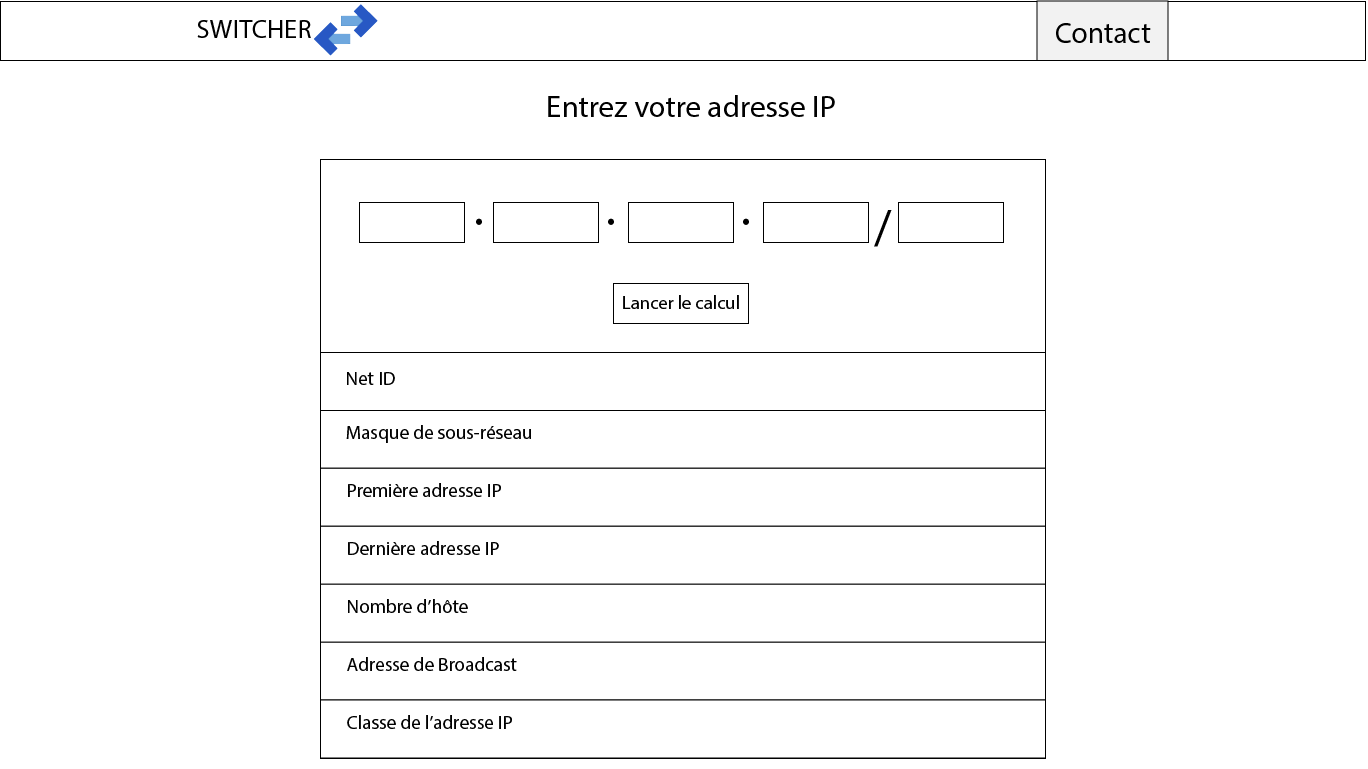 SWITCHER
Contact
Entrez votre adresse IP
. . . /
Lancer le calcul
Net ID
Masque de sous-réseau
Première adresse IP
Dernière adresse IP
Nombre d’hôte
Adresse de Broadcast
Classe de l’adresse IP